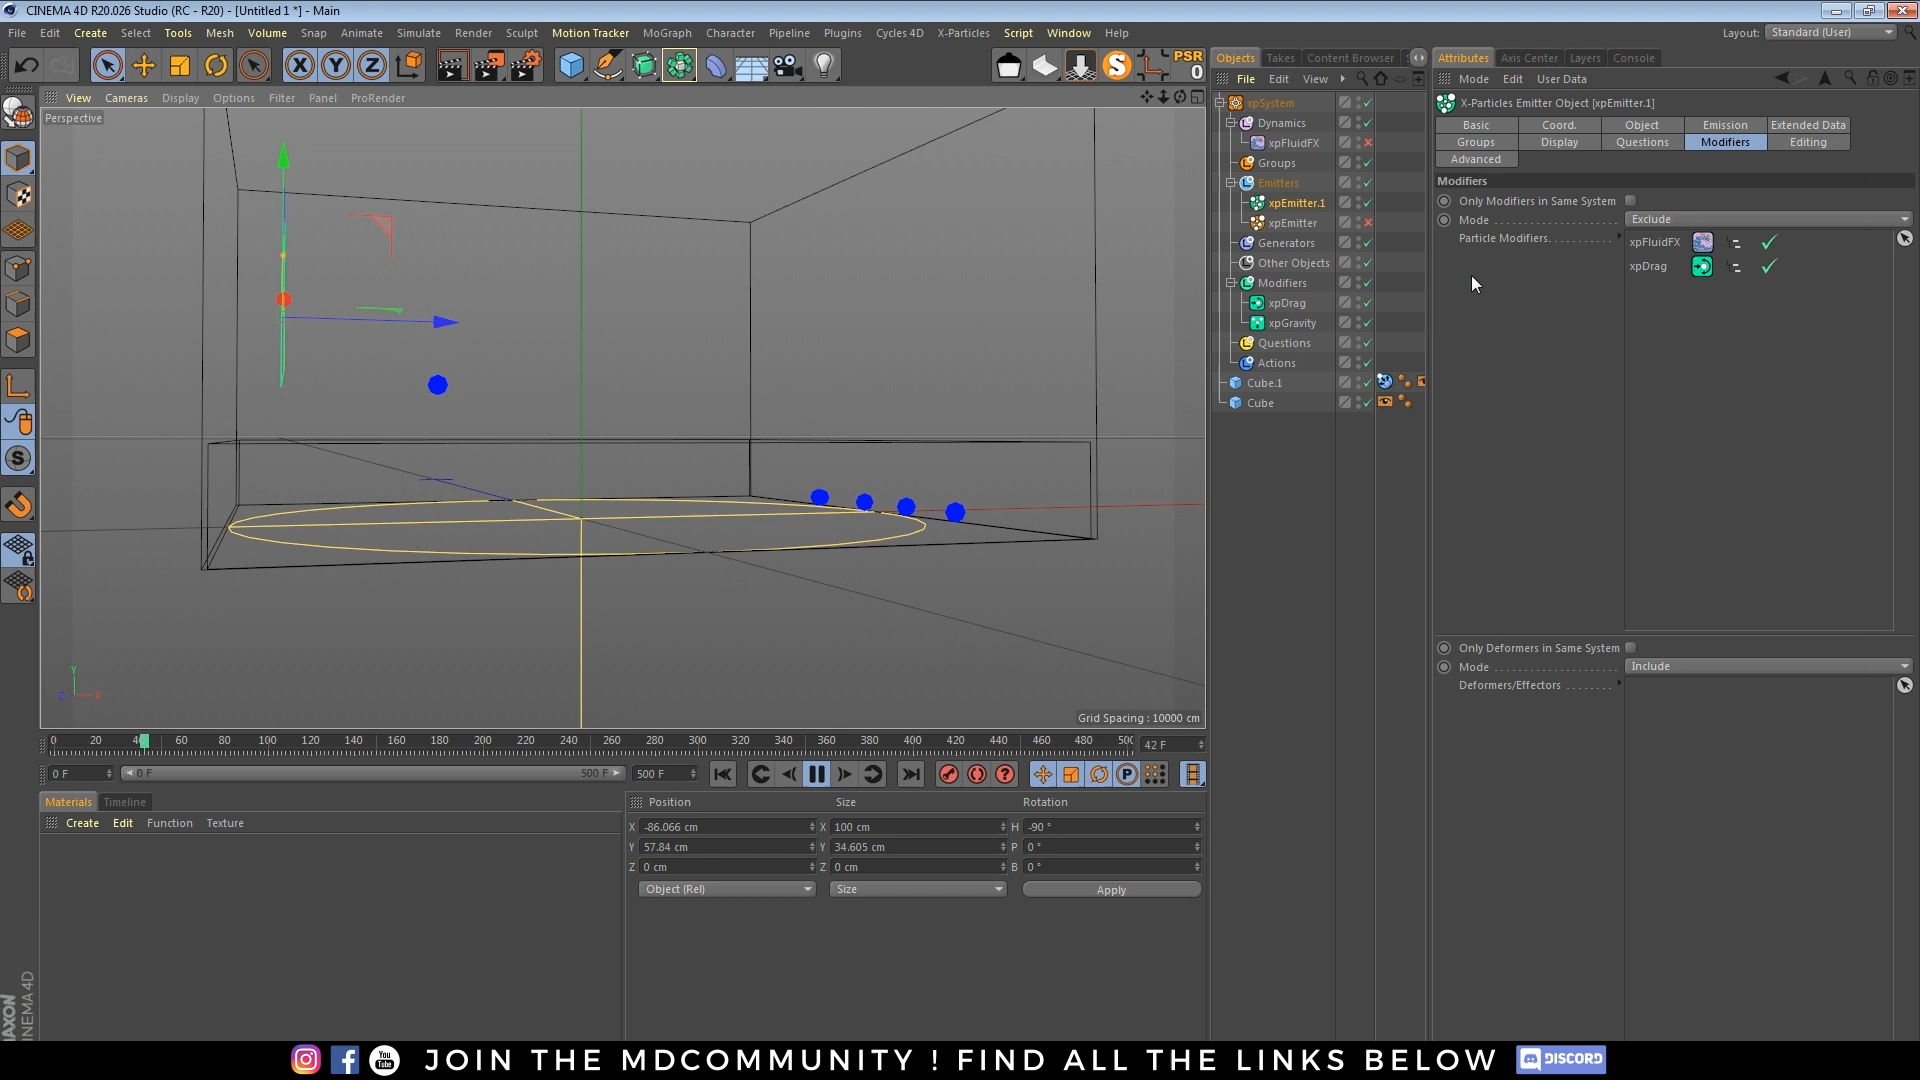 CINEMA 4D R20.026 Studio (RC - R20) - [Untitled 1 *] - Main
File Edit Create Select Tools Mesh Volume Snap Animate Simulate Render Sculpt Motion Tracker MoGraph Character Pipeline Plugins Cycles 4D X-Particles Script Window Help Layout: Standard (User)
PSR
0
Objects Takes Content Browser
File Edit View
Attributes Axis Center Layers Console
Mode Edit User Data
View Cameras Display Options Filter Panel ProRender
Perspective
xpSystem
Dynamics
xpFluidFX
Groups
Emitters
xpEmitter.1
xpEmitter
Generators
Other Objects
Modifiers
xpDrag
xpGravity
Questions
Actions
Cube.1
Cube
X-Particles Emitter Object [xpEmitter.1]
Basic Coord. Object Emission Extended Data
Groups Display Questions Modifiers Editing
Advanced
Modifiers
Only Modifiers in Same System
Mode Exclude
Particle Modifiers
xpFluidFX
xpDrag
Only Deformers in Same System
Mode Include
Deformers/Effectors
Y
Z X
Grid Spacing : 10000 cm
0 20 40 60 80 100 120 140 160 180 200 220 240 260 280 300 320 340 360 380 400 420 440 460 480 500 42 F
0 F 0 F 500 F 500 F
Materials Timeline
Create Edit Function Texture
Position Size Rotation
X -86.066 cm X 100 cm H -90 °
Y 57.84 cm Y 34.605 cm P 0 °
Z 0 cm Z 0 cm B 0 °
Object (Rel) Size Apply
MAXON
CINEMA 4D
You Tube JOIN THE MDCOMMUNITY ! FIND ALL THE LINKS BELOW DISCORD